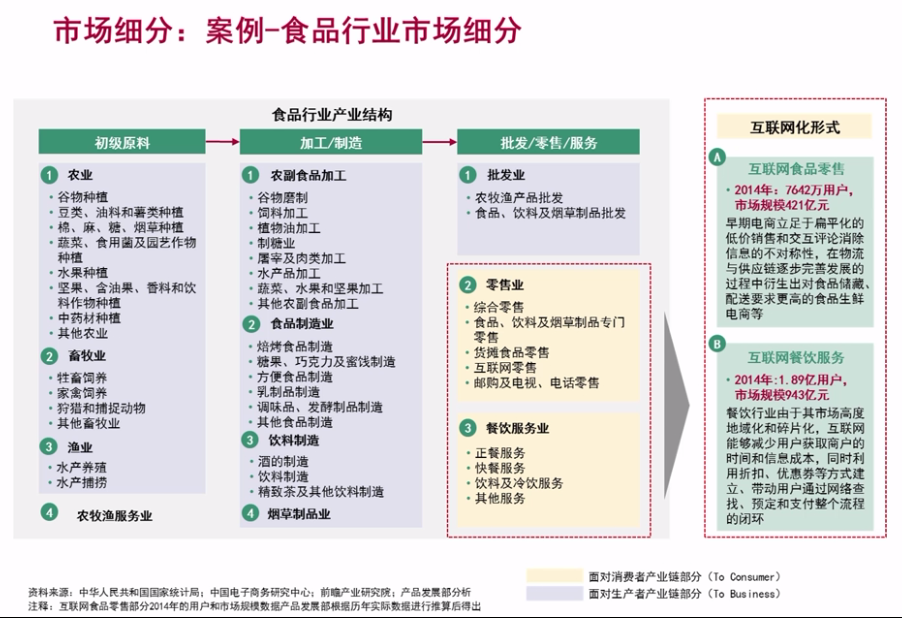 市场细分：案例-食品行业市场细分
食品行业产业结构
初级原料
1 农业
• 谷物种植
• 豆类、油料和薯类种植
• 棉、麻、糖、烟草种植
• 蔬菜、食用菌及园艺作物
种植
• 水果种植
• 坚果、含油果、香料和饮
料作物种植
• 中药材种植
• 其他农业
2 畜牧业
• 牲畜饲养
• 家禽饲养
• 狩猎和捕捉动物
• 其他畜牧业
3 渔业
• 水产养殖
• 水产捕捞
4 农牧渔服务业
加工/制造
1 农副食品加工
• 谷物磨制
• 饲料加工
• 植物油加工
• 制糖业
• 屠宰及肉类加工
• 水产品加工
• 蔬菜、水果和坚果加工
• 其他农副食品加工
2 食品制造业
• 焙烤食品制造
• 糖果、巧克力及蜜饯制造
• 方便食品制造
• 乳制品制造
• 调味品、发酵制品制造
• 其他食品制造
3 饮料制造
• 酒的制造
• 饮料制造
• 精致茶及其他饮料制造
4 烟草制品业
批发/零售/服务
1 批发业
• 农牧渔产品批发
• 食品、饮料及烟草制品批发
2 零售业
• 综合零售
• 食品、饮料及烟草制品专门
零售
• 货摊食品零售
• 互联网零售
• 邮购及电视、电话零售
3 餐饮服务业
• 正餐服务
• 快餐服务
• 饮料及冷饮服务
• 其他服务
互联网化形式
A 互联网食品零售
• 2014年：7642万用户，
市场规模421亿元
早期电商立足于扁平化的
低价销售和交互评论消除
信息的不对称性，在物流
与供应链逐步完善发展的
过程中衍生出对食品储藏、
配送要求更高的食品生鲜
电商等
B 互联网餐饮服务
• 2014年:1.89亿用户，
市场规模943亿元
餐饮行业由于其市场高度
地域化和碎片化，互联网
能够减少用户获取商户的
时间和信息成本，同时利
用折扣、优惠券等方式建
立、带动用户通过网络查
找、预定和支付整个流程
的闭环
面对消费者产业链部分（To Consumer）
面对生产者产业链部分（To Business）
资料来源：中华人民共和国国家统计局；中国电子商务研究中心；前瞻产业研究院；产品发展部分析
注释：互联网食品零售部分2014年的用户和市场规模数据产品发展部根据历年实际数据进行推算后得出